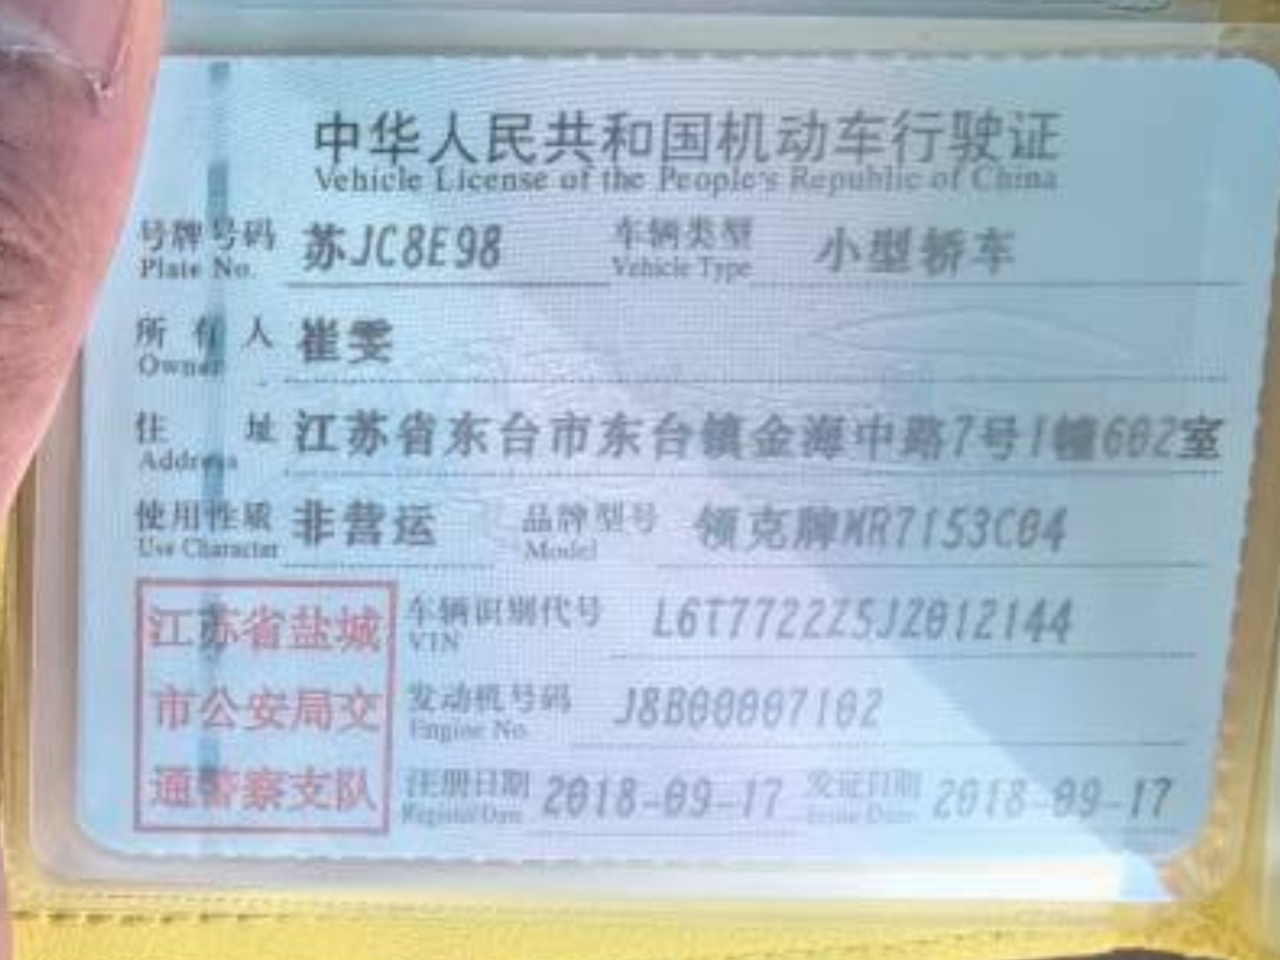 中华人民共和国机动车行驶证
Vehicle License of the People's Republic of China
号牌号码 苏JC8E98 车辆类型 小型轿车
Plate No. Vehicle Type
所有人 崔雯
Owner
住址 江苏省东台市东台镇金海中路7号1幢602室
Address
使用性质 非营运 品牌型号 领克牌MR7153C04
Use Character Model
车辆识别代号 L6T7722Z5JZ012144
VIN
发动机号码 J8B00007102
Engine No.
注册日期 2018-09-17 发证日期 2018-09-17
Register Date Issue Date
江苏省盐城
市公安局交
通警察支队